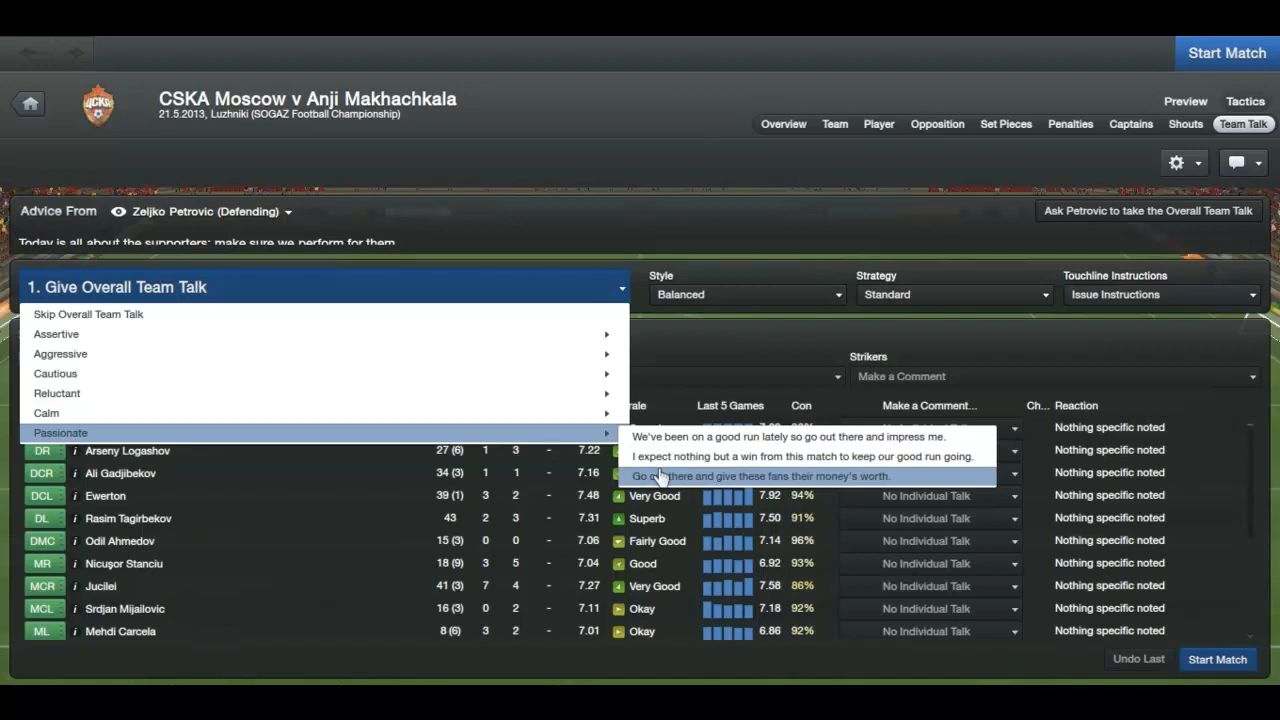 Start Match
CSKA Moscow v Anji Makhachkala
21.5.2013, Luzhniki (SOGAZ Football Championship)
Preview Tactics
Overview Team Player Opposition Set Pieces Penalties Captains Shouts Team Talk
Advice From Zeljko Petrovic (Defending) Ask Petrovic to take the Overall Team Talk
Today is all about the supporters; make sure we perform for them
1. Give Overall Team Talk
Style Strategy Touchline Instructions
Balanced Standard Issue Instructions
Skip Overall Team Talk
Assertive
Aggressive
Cautious
Reluctant
Calm
Passionate
We've been on a good run lately so go out there and impress me.
I expect nothing but a win from this match to keep our good run going.
Go there and give these fans their money's worth.
Strikers
Make a Comment
rale Last 5 Games Con Make a Comment... Ch... Reaction
Nothing specific noted
DR i Arseny Logashov 27 (6) 1 3 - 7.22 Nothing specific noted
DCR i Ali Gadjibekov 34 (3) 1 1 - 7.16 Nothing specific noted
DCL i Ewerton 39 (1) 3 2 - 7.48 Very Good 7.92 94% No Individual Talk Nothing specific noted
DL i Rasim Tagirbekov 43 2 3 - 7.31 Superb 7.50 91% No Individual Talk Nothing specific noted
DMC i Odil Ahmedov 15 (3) 0 0 - 7.06 Fairly Good 7.14 96% No Individual Talk Nothing specific noted
MR i Nicuşor Stanciu 18 (9) 3 5 - 7.04 Good 6.92 93% No Individual Talk Nothing specific noted
MCR i Jucilei 41 (3) 7 4 - 7.27 Very Good 7.58 86% No Individual Talk Nothing specific noted
MCL i Srdjan Mijailovic 16 (3) 0 2 - 7.11 Okay 7.18 92% No Individual Talk Nothing specific noted
ML i Mehdi Carcela 8 (6) 3 2 - 7.01 Okay 6.86 92% No Individual Talk Nothing specific noted
Undo Last Start Match